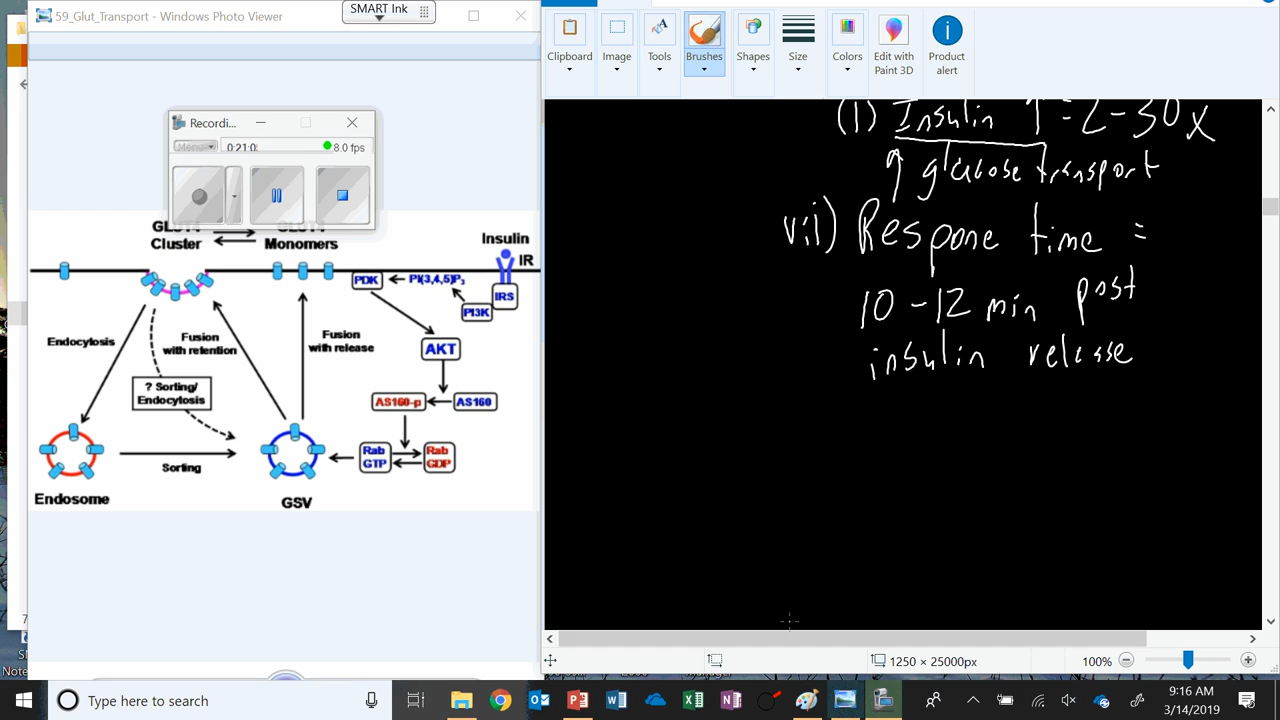 59_Glut_Transport - Windows Photo Viewer
SMART Ink
Clipboard
Image
Tools
Brushes
Shapes
Size
Colors
Edit with
Paint 3D
Product
alert
Recordi...
0:21:0
8.0 fps
Cluster
Monomers
Insulin
IR
PDK
PI(3,4,5)P3
IRS
PI3K
Endocytosis
Fusion
with retention
Fusion
with release
AKT
? Sorting/
Endocytosis
AS160-p
AS160
Rab
GTP
Rab
GDP
Sorting
Endosome
GSV
(1) Insulin ↑ = 2-30x
↑ glucose transport
vii) Respone time =
10-12 min post
insulin release
1250 × 25000px
100%
Type here to search
9:16 AM
3/14/2019